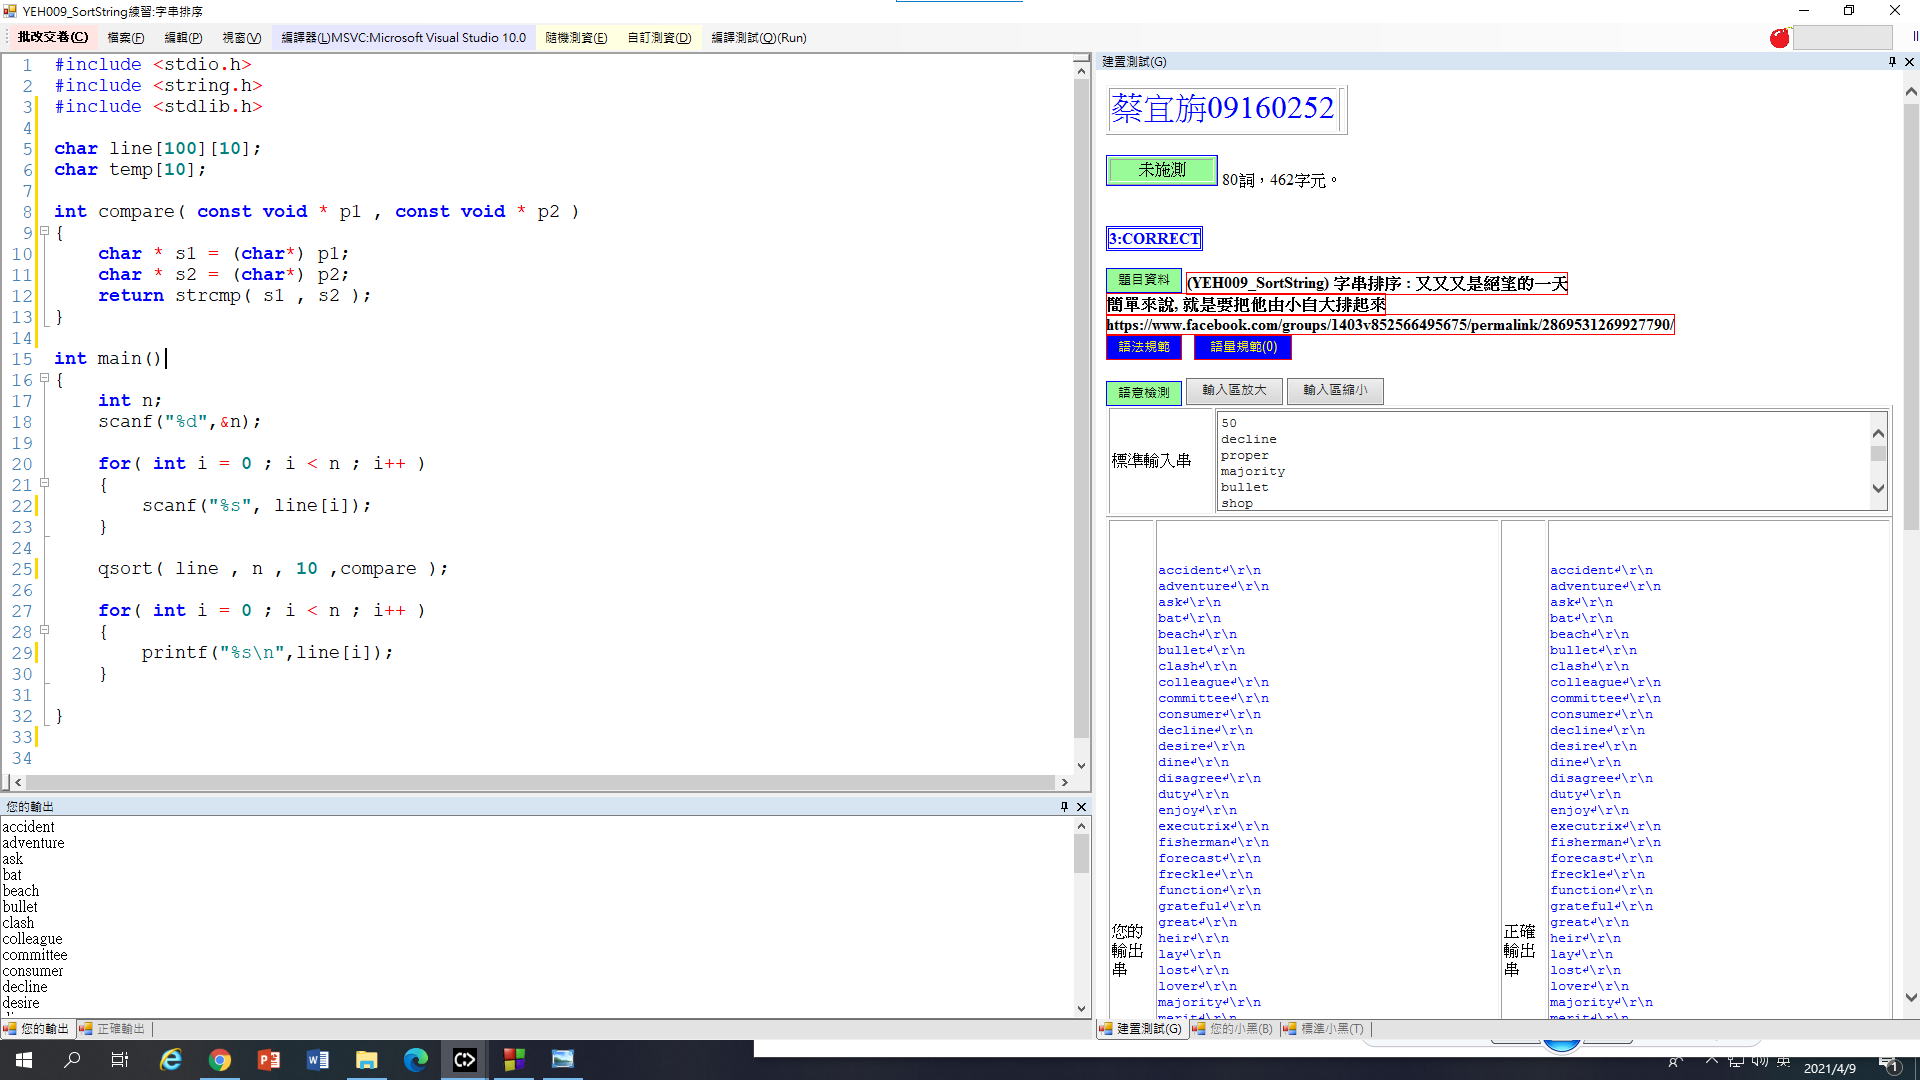 YEH009_SortString練習:字串排序
批改交卷(C) 檔案(F) 編輯(P) 視窗(V) 編譯器(L)MSVC:Microsoft Visual Studio 10.0 隨機測資(E) 自訂測資(D) 編譯測試(Q)(Run)
1 #include <stdio.h>
2 #include <string.h>
3 #include <stdlib.h>
4
5 char line[100][10];
6 char temp[10];
7
8 int compare( const void * p1 , const void * p2 )
9 {
10 char * s1 = (char*) p1;
11 char * s2 = (char*) p2;
12 return strcmp( s1 , s2 );
13 }
14
15 int main()
16 {
17 int n;
18 scanf("%d",&n);
19
20 for( int i = 0 ; i < n ; i++ )
21 {
22 scanf("%s", line[i]);
23 }
24
25 qsort( line , n , 10 ,compare );
26
27 for( int i = 0 ; i < n ; i++ )
28 {
29 printf("%s\n",line[i]);
30 }
31
32 }
33
34
您的輸出
accident
adventure
ask
bat
beach
bullet
clash
colleague
committee
consumer
decline
desire
您的輸出 正確輸出
建置測試(G)
蔡宜旃09160252
未施測 80詞，462字元。
3:CORRECT
題目資料 (YEH009_SortString) 字串排序 : 又又又是絕望的一天
簡單來說, 就是要把他由小自大排起來
https://www.facebook.com/groups/1403v852566495675/permalink/2869531269927790/
語法規範 語量規範(0)
語意檢測 輸入區放大 輸入區縮小
標準輸入串
50
decline
proper
majority
bullet
shop
您的輸出串
accident↲\r\n
adventure↲\r\n
ask↲\r\n
bat↲\r\n
beach↲\r\n
bullet↲\r\n
clash↲\r\n
colleague↲\r\n
committee↲\r\n
consumer↲\r\n
decline↲\r\n
desire↲\r\n
dine↲\r\n
disagree↲\r\n
duty↲\r\n
enjoy↲\r\n
executrix↲\r\n
fisherman↲\r\n
forecast↲\r\n
freckle↲\r\n
function↲\r\n
grateful↲\r\n
great↲\r\n
heir↲\r\n
lay↲\r\n
lost↲\r\n
lover↲\r\n
majority↲\r\n
merit↲\r\n
正確輸出串
accident↲\r\n
adventure↲\r\n
ask↲\r\n
bat↲\r\n
beach↲\r\n
bullet↲\r\n
clash↲\r\n
colleague↲\r\n
committee↲\r\n
consumer↲\r\n
decline↲\r\n
desire↲\r\n
dine↲\r\n
disagree↲\r\n
duty↲\r\n
enjoy↲\r\n
executrix↲\r\n
fisherman↲\r\n
forecast↲\r\n
freckle↲\r\n
function↲\r\n
grateful↲\r\n
great↲\r\n
heir↲\r\n
lay↲\r\n
lost↲\r\n
lover↲\r\n
majority↲\r\n
merit↲\r\n
建置測試(G) 您的小黑(B) 標準小黑(T)
英 2021/4/9 1